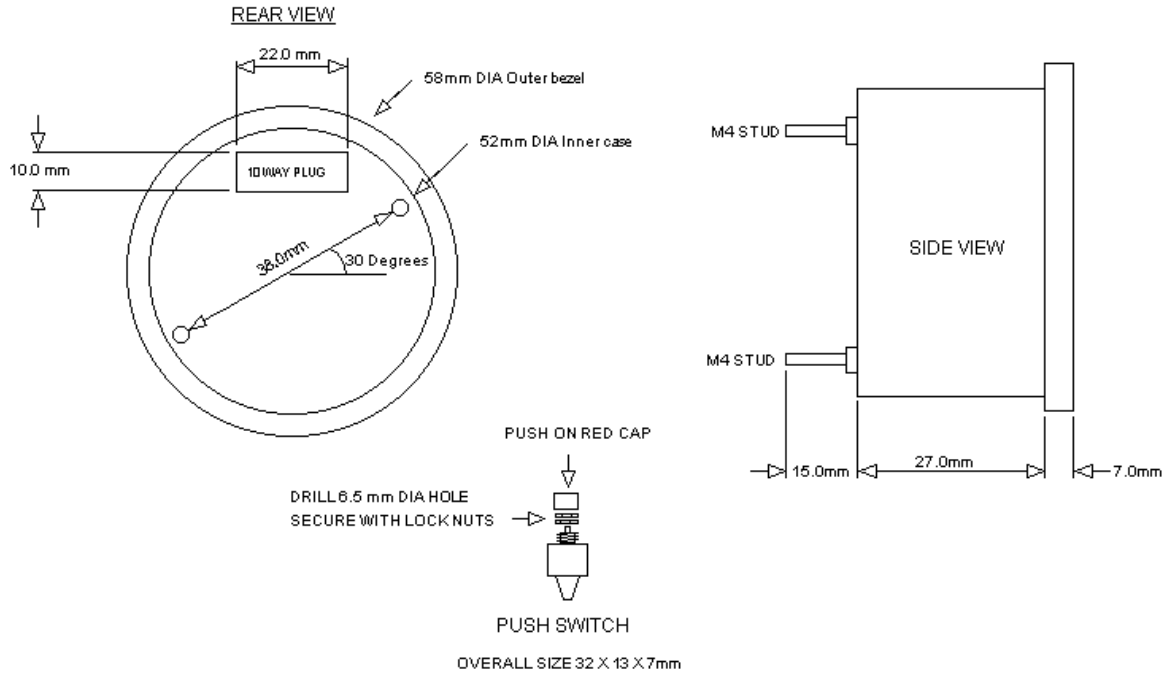 REAR VIEW
22.0 mm
58mm DIA Outer bezel
52mm DIA Inner case
10.0 mm
10 WAY PLUG
38.0mm
30 Degrees
M4 STUD
SIDE VIEW
M4 STUD
15.0mm
27.0mm
7.0mm
PUSH ON RED CAP
DRILL 6.5 mm DIA HOLE
SECURE WITH LOCK NUTS
PUSH SWITCH
OVERALL SIZE 32 X 13 X 7mm